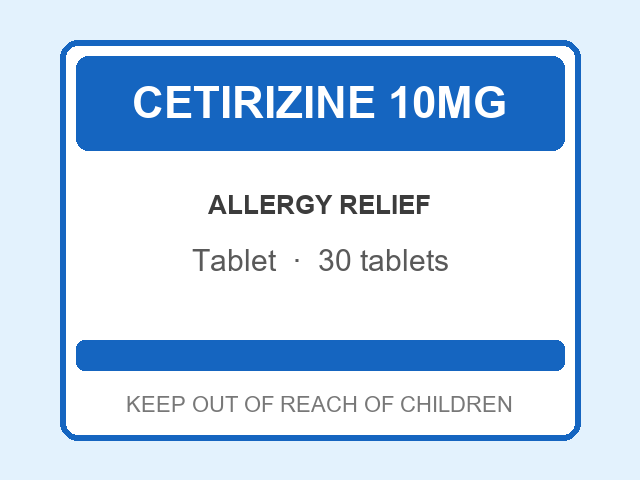 CETIRIZINE 10MG
ALLERGY RELIEF
Tablet · 30 tablets
KEEP OUT OF REACH OF CHILDREN